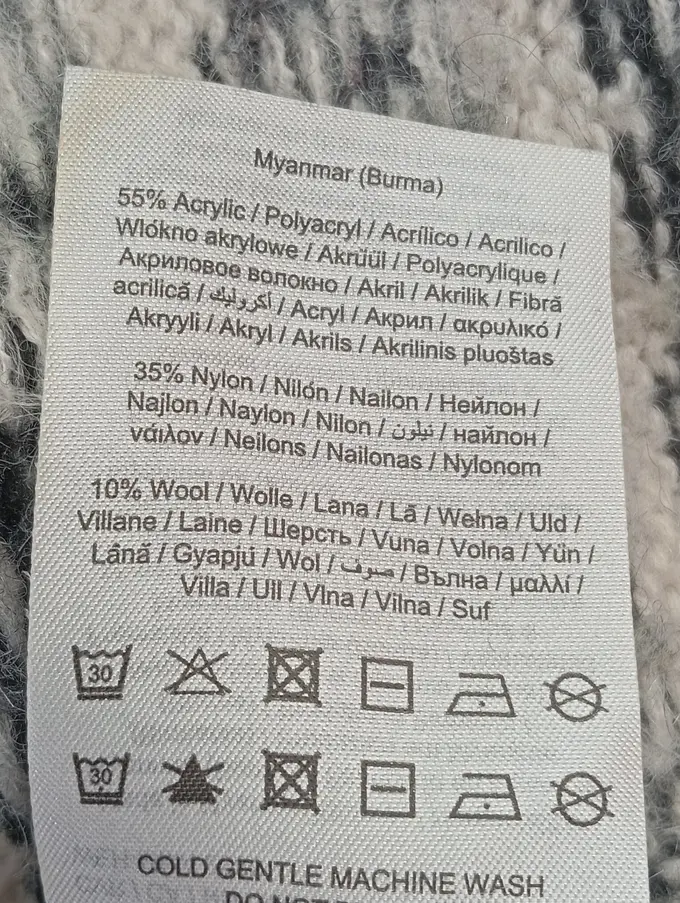 Myanmar (Burma)
55% Acrylic / Polyacryl / Acrílico / Acrilico /
Włókno akrylowe / Akrüül / Polyacrylique /
Акриловое волокно / Akril / Akrilik / Fibră
acrilică / أكروليك / Acryl / Акрил / ακρυλικό /
Akryyli / Akryl / Akrils / Akrilinis pluoštas
35% Nylon / Nilón / Nailon / Нейлон /
Najlon / Naylon / Nilon / نيلون / найлон /
νάιλον / Neilons / Nailonas / Nylonom
10% Wool / Wolle / Lana / Lã / Wełna / Uld /
Villane / Laine / Шерсть / Vuna / Volna / Yün /
Lână / Gyapjú / Wol / صوف / Вълна / μαλλί /
Villa / Ull / Vlna / Vilna / Suf
30
30
COLD GENTLE MACHINE WASH
DO NOT